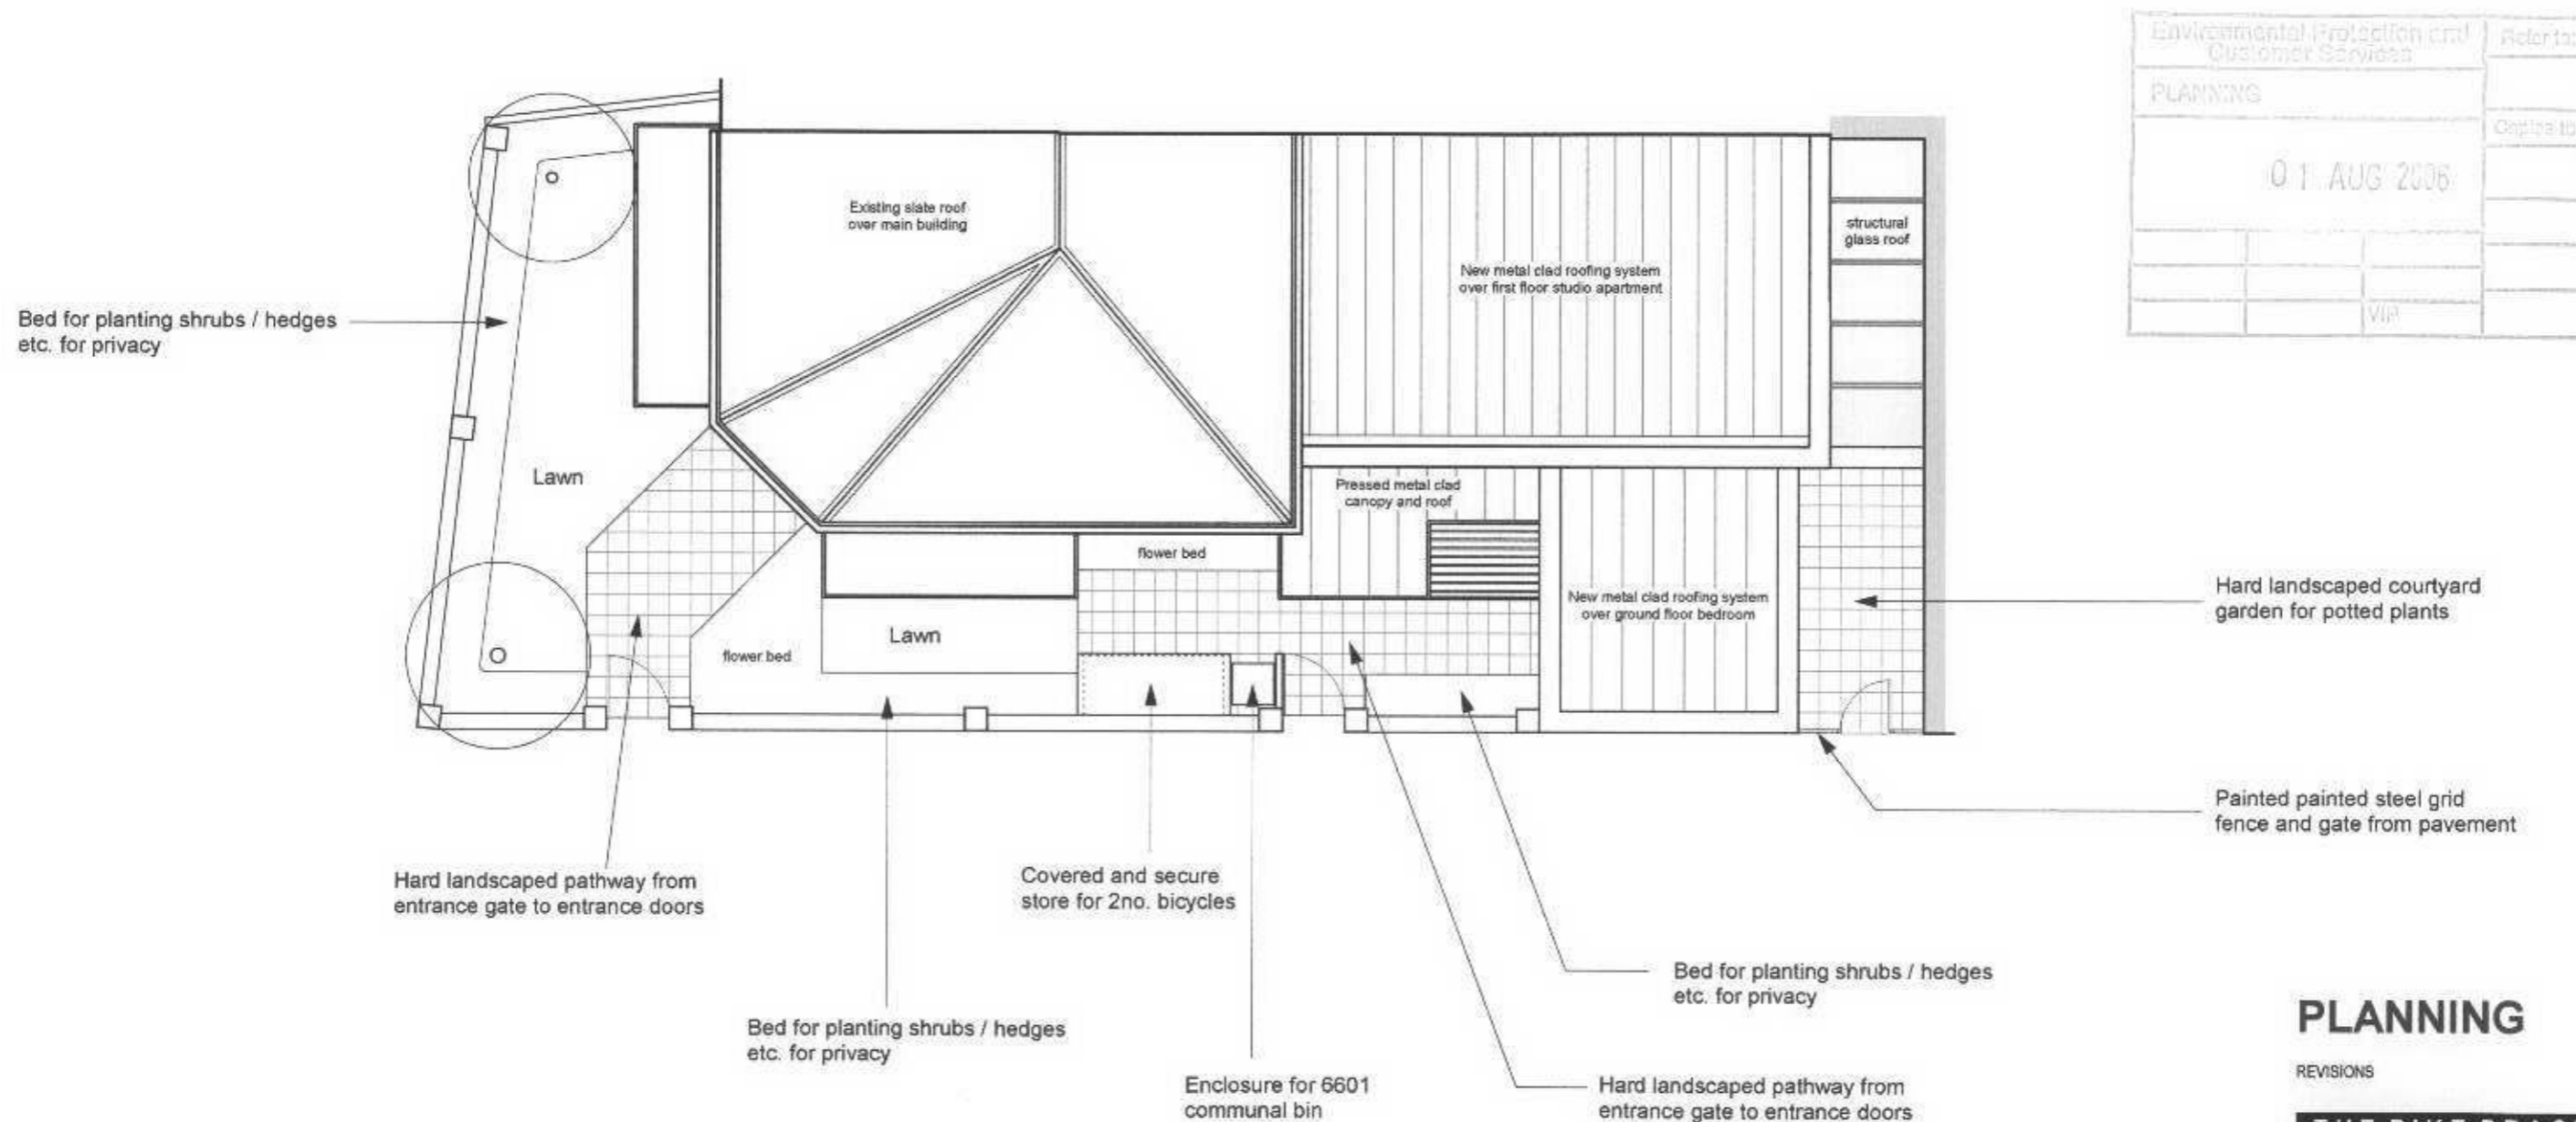 Environmental Protection and
Customer Services
Refer to:
PLANNING
Copies to
01 AUG 2006
VIP
Existing slate roof
over main building
structural
glass roof
New metal clad roofing system
over first floor studio apartment
Bed for planting shrubs / hedges
etc. for privacy
Lawn
Pressed metal clad
canopy and roof
flower bed
New metal clad roofing system
over ground floor bedroom
Hard landscaped courtyard
garden for potted plants
Lawn
flower bed
Painted painted steel grid
fence and gate from pavement
Hard landscaped pathway from
entrance gate to entrance doors
Covered and secure
store for 2no. bicycles
Bed for planting shrubs / hedges
etc. for privacy
Bed for planting shrubs / hedges
etc. for privacy
Enclosure for 6601
communal bin
Hard landscaped pathway from
entrance gate to entrance doors
PLANNING
REVISIONS